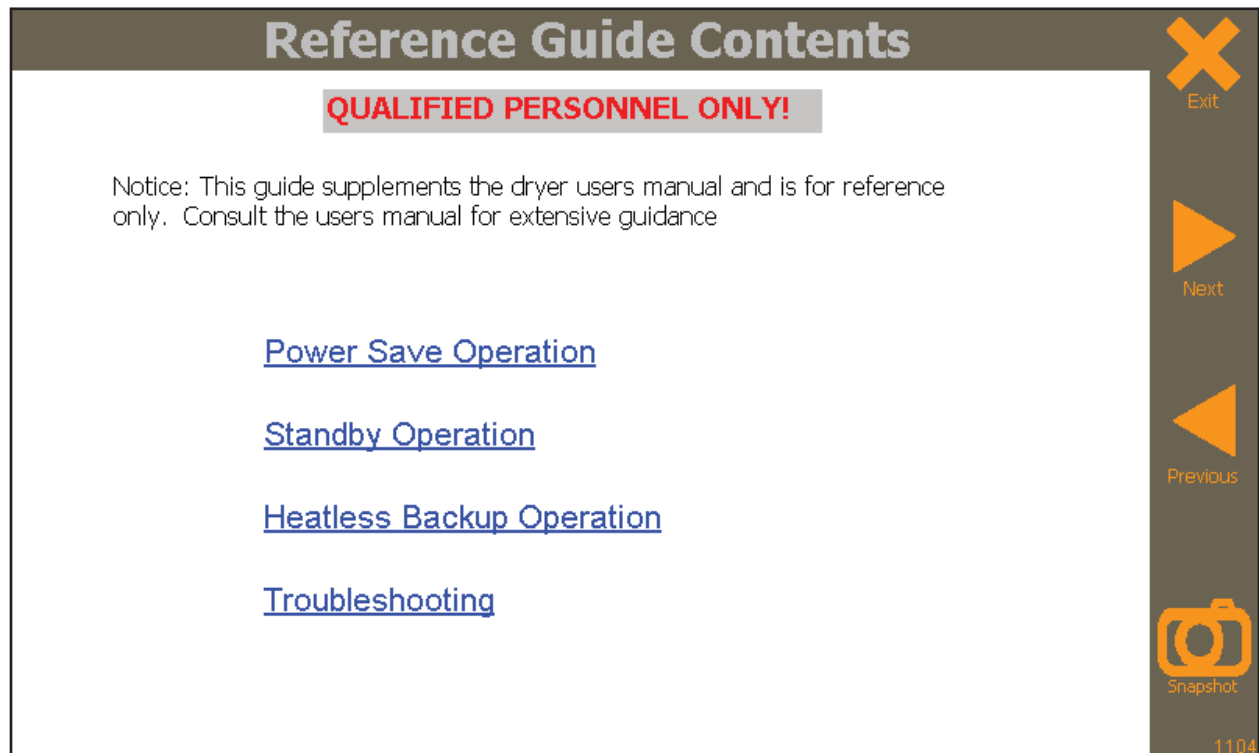 Reference Guide Contents
QUALIFIED PERSONNEL ONLY!
Notice: This guide supplements the dryer users manual and is for reference
only. Consult the users manual for extensive guidance
Power Save Operation
Standby Operation
Heatless Backup Operation
Troubleshooting
Exit
Next
Previous
Snapshot
1104